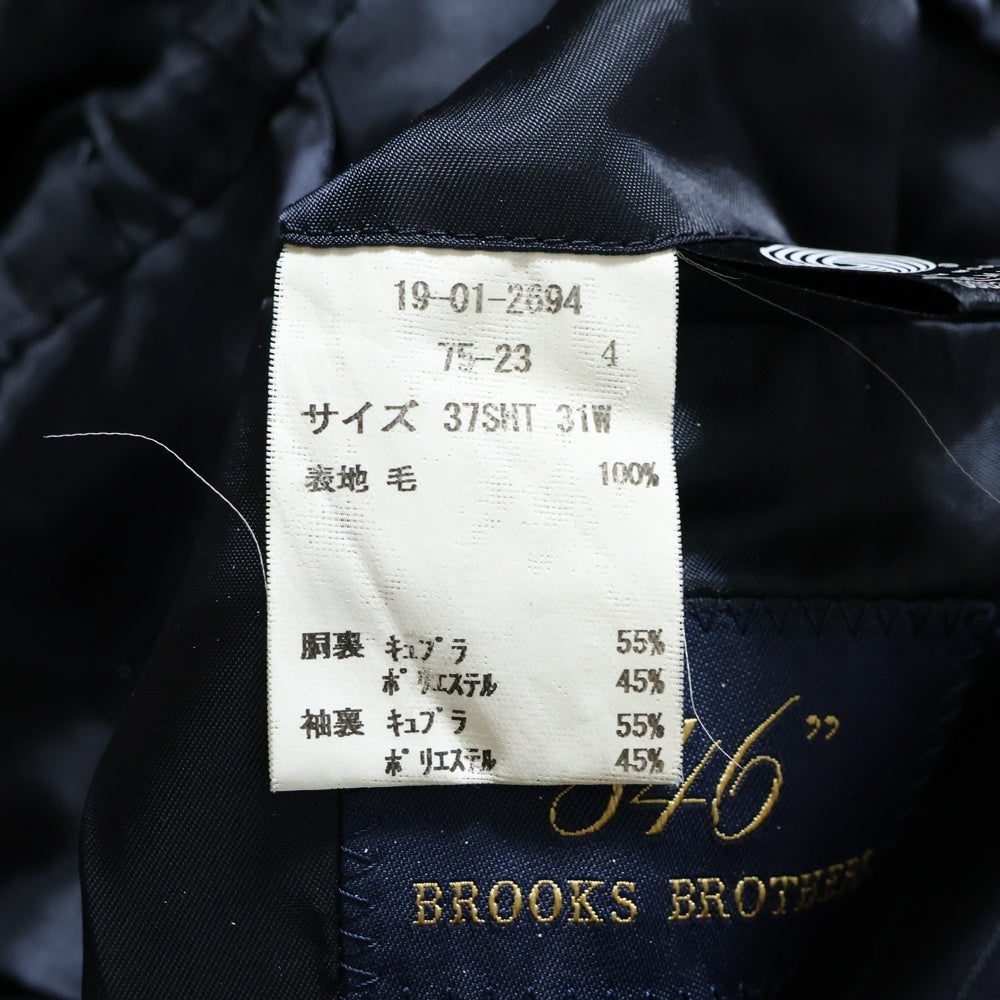 19-01-2694
75-23 4
サイズ 37SHT 31W
表地 毛 100%
胴裏 キュプラ 55%
ポリエステル 45%
袖裏 キュプラ 55%
ポリエステル 45%
346”
BROOKS BROTHERS